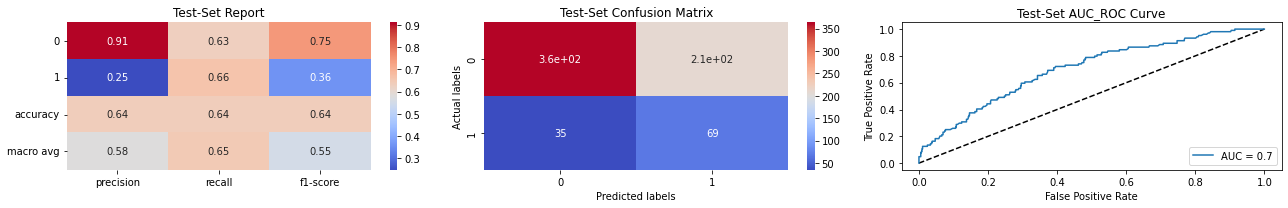 Test-Set Report
0
0.91 0.63 0.75
1
0.25 0.66 0.36
accuracy
0.64 0.64 0.64
macro avg
0.58 0.65 0.55
precision recall f1-score
0.9
0.8
0.7
0.6
0.5
0.4
0.3
Test-Set Confusion Matrix
Actual labels
0
3.6e+02 2.1e+02
1
35 69
0 1
Predicted labels
350
300
250
200
150
100
50
Test-Set AUC_ROC Curve
True Positive Rate
1.0
0.8
0.6
0.4
0.2
0.0
AUC = 0.7
0.0 0.2 0.4 0.6 0.8 1.0
False Positive Rate